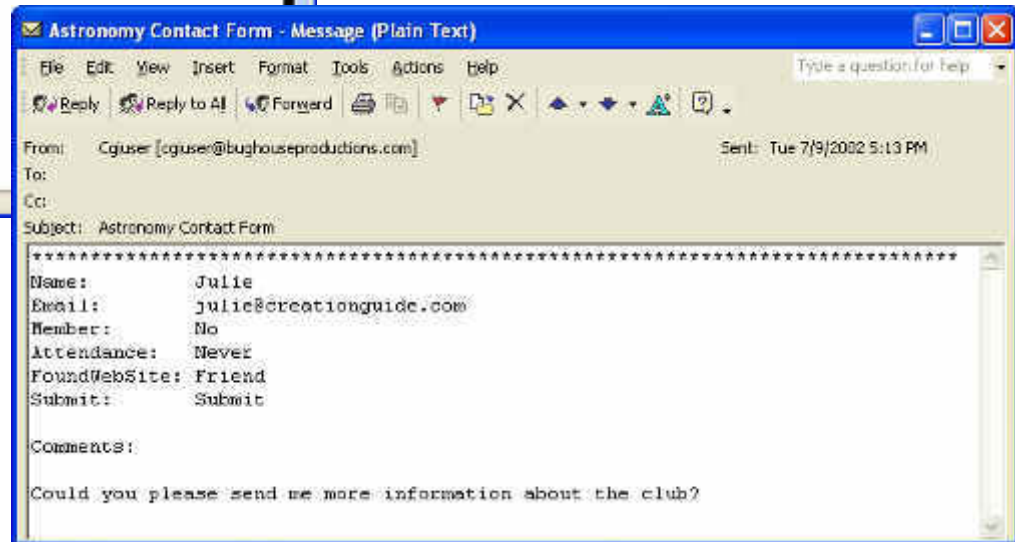 Astronomy Contact Form - Message (Plain Text)
File Edit View Insert Format Tools Actions Help Type a question for help
Reply Reply to All Forward
From: Cgiuser [cgiuser@bughouseproductions.com] Sent: Tue 7/9/2002 5:13 PM
To:
Cc:
Subject: Astronomy Contact Form
*******************************************************************************
Name: Julie
Email: julie@creationguide.com
Member: No
Attendance: Never
FoundWebSite: Friend
Submit: Submit
Comments:
Could you please send me more information about the club?